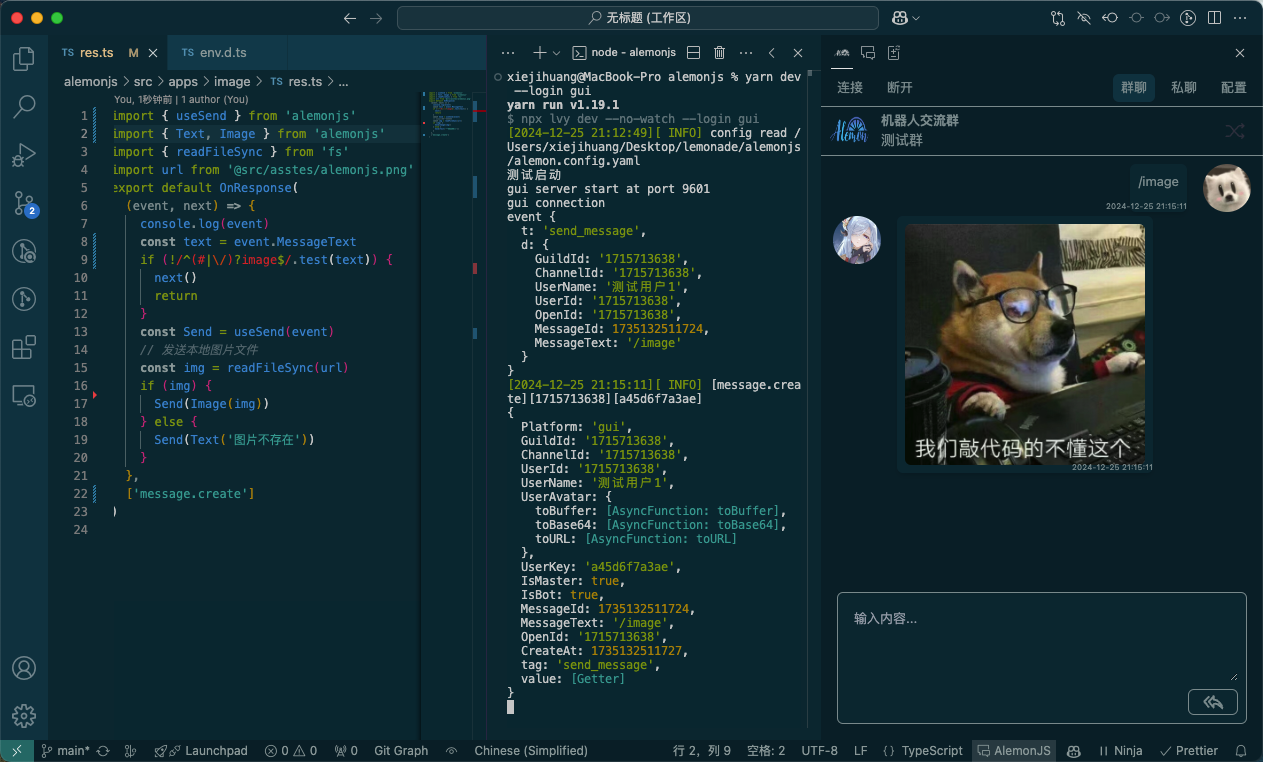 无标题 (工作区)
TS res.ts M
TS env.d.ts
alemonjs > src > apps > image > TS res.ts > ...
You, 1秒钟前 | 1 author (You)
1 import { useSend } from 'alemonjs'
2 import { Text, Image } from 'alemonjs'
3 import { readFileSync } from 'fs'
4 import url from '@src/asstes/alemonjs.png'
5 export default OnResponse(
6 (event, next) => {
7 console.log(event)
8 const text = event.MessageText
9 if (!/^(#|\/)?image$/.test(text)) {
10 next()
11 return
12 }
13 const Send = useSend(event)
14 // 发送本地图片文件
15 const img = readFileSync(url)
16 if (img) {
17 Send(Image(img))
18 } else {
19 Send(Text('图片不存在'))
20 }
21 },
22 ['message.create']
23 )
24
node - alemonjs
xiejihuang@MacBook-Pro alemonjs % yarn dev
--login gui
yarn run v1.19.1
$ npx lvy dev --no-watch --login gui
[2024-12-25 21:12:49][ INFO] config read /
Users/xiejihuang/Desktop/lemonade/alemonjs
/alemon.config.yaml
测试启动
gui server start at port 9601
gui connection
event {
t: 'send_message',
d: {
GuildId: '1715713638',
ChannelId: '1715713638',
UserName: '测试用户1',
UserId: '1715713638',
OpenId: '1715713638',
MessageId: 1735132511724,
MessageText: '/image'
}
}
[2024-12-25 21:15:11][ INFO] [message.crea
te][1715713638][a45d6f7a3ae]
{
Platform: 'gui',
GuildId: '1715713638',
ChannelId: '1715713638',
UserId: '1715713638',
UserName: '测试用户1',
UserAvatar: {
toBuffer: [AsyncFunction: toBuffer],
toBase64: [AsyncFunction: toBase64],
toURL: [AsyncFunction: toURL]
},
UserKey: 'a45d6f7a3ae',
IsMaster: true,
IsBot: true,
MessageId: 1735132511724,
MessageText: '/image',
OpenId: '1715713638',
CreateAt: 1735132511727,
tag: 'send_message',
value: [Getter]
}
连接 断开 群聊 私聊 配置
机器人交流群
测试群
/image
2024-12-25 21:15:11
我们敲代码的不懂这个
2024-12-25 21:15:11
输入内容...
2
main* Launchpad 0 0 0 Git Graph Chinese (Simplified) 行 2，列 9 空格: 2 UTF-8 LF {} TypeScript AlemonJS Ninja Prettier